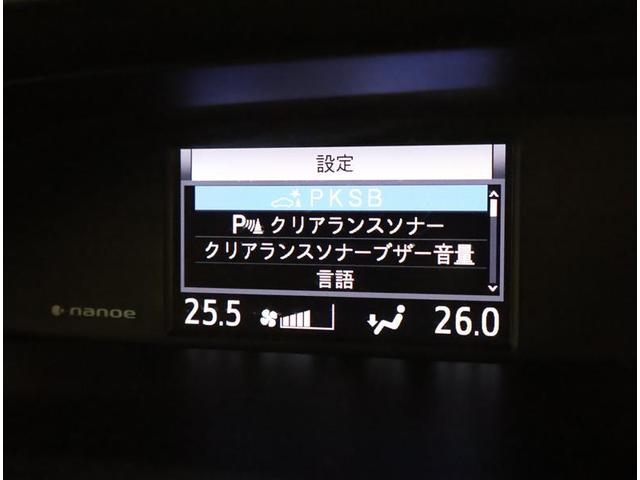 設定
PKSB
P クリアランスソナー
クリアランスソナーブザー音量
言語
25.5 26.0
nanoe